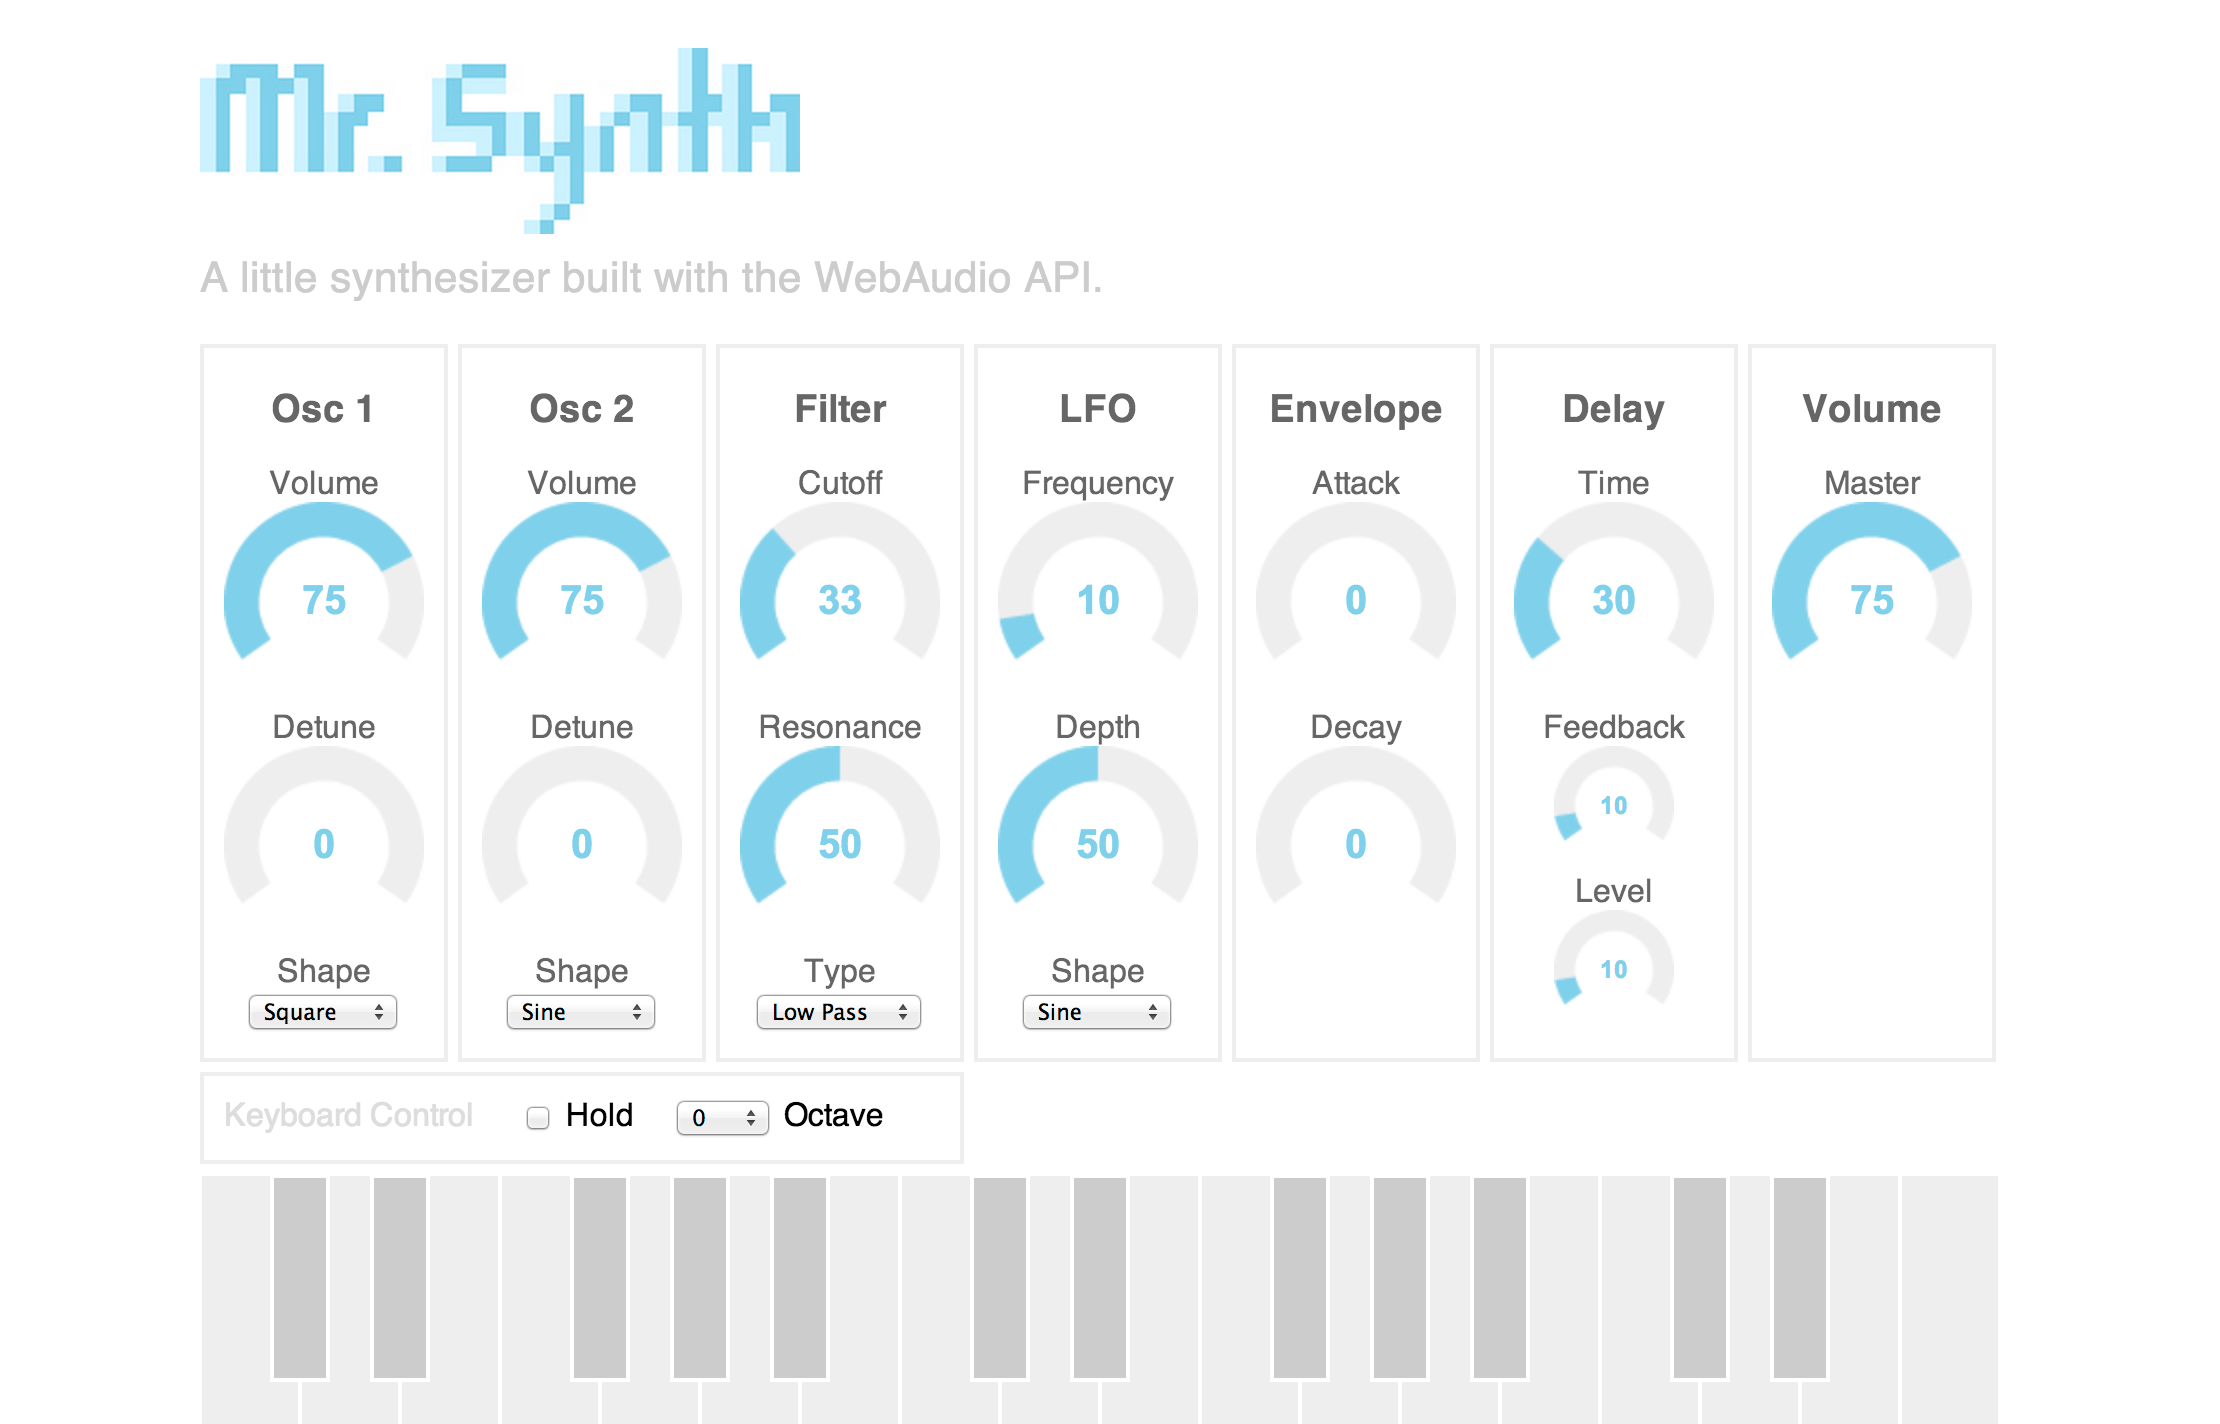 Mr. Synth
A little synthesizer built with the WebAudio API.
Osc 1
Volume
75
Detune
0
Shape
Square
Osc 2
Volume
75
Detune
0
Shape
Sine
Filter
Cutoff
33
Resonance
50
Type
Low Pass
LFO
Frequency
10
Depth
50
Shape
Sine
Envelope
Attack
0
Decay
0
Delay
Time
30
Feedback
10
Level
10
Volume
Master
75
Keyboard Control Hold 0 Octave